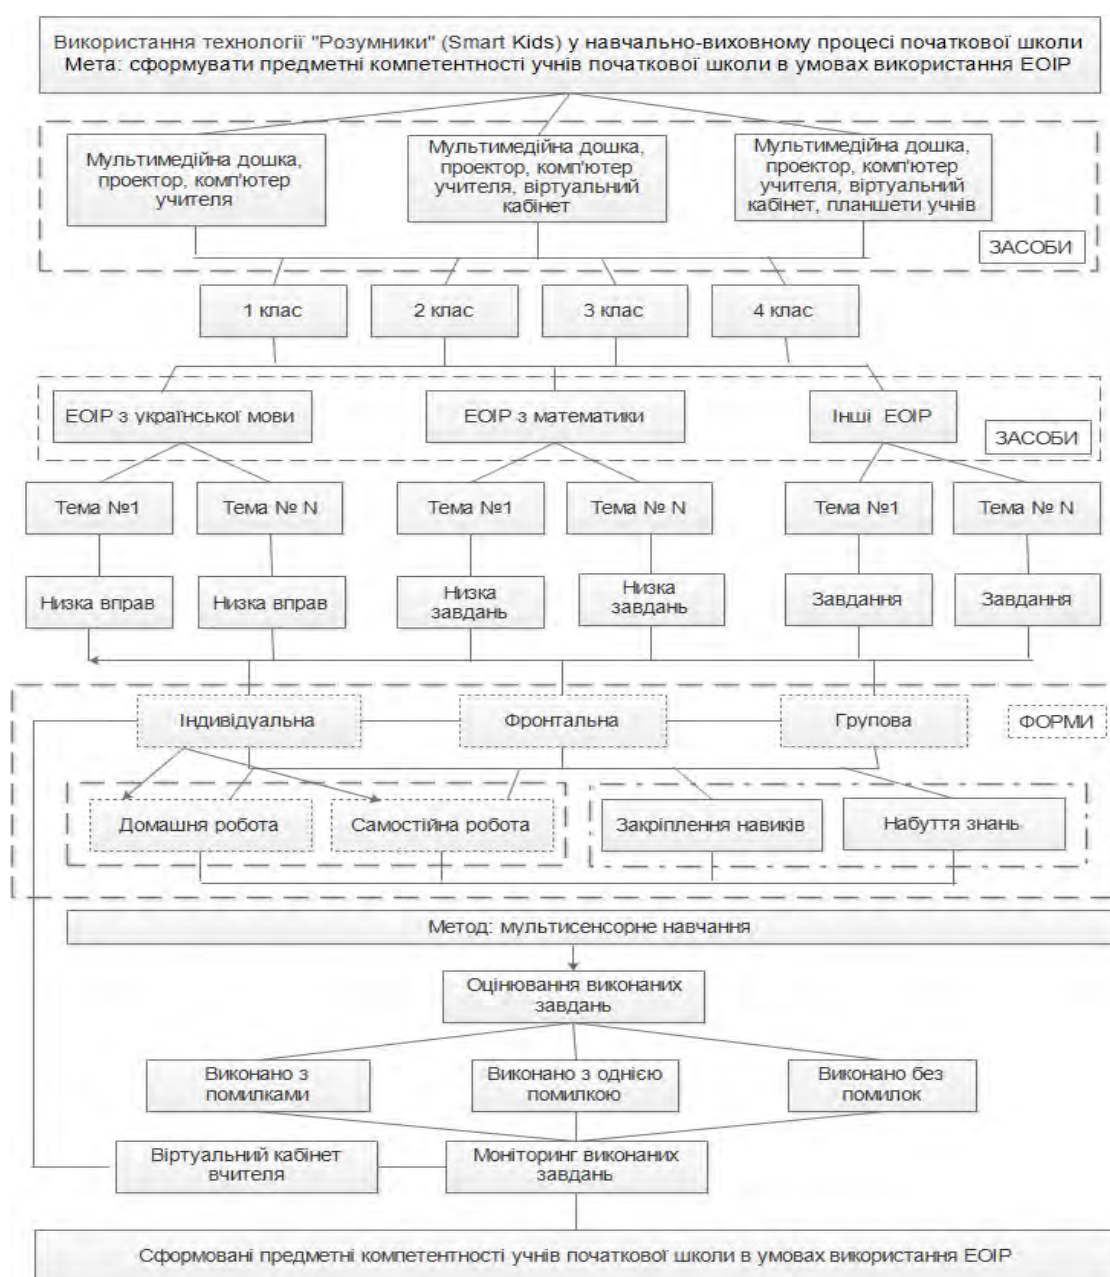 Використання технології "Розумники" (Smart Kids) у навчально-виховному процесі початкової школи
Мета: сформувати предметні компетентності учнів початкової школи в умовах використання ЕОІР
Мультимедійна дошка,
проектор, комп'ютер
учителя
Мультимедійна дошка,
проектор, комп'ютер
учителя, віртуальний
кабінет
Мультимедійна дошка,
проектор, комп'ютер
учителя, віртуальний
кабінет, планшети учнів
ЗАСОБИ
1 клас
2 клас
3 клас
4 клас
ЕОІР з української мови
ЕОІР з математики
Інші ЕОІР
ЗАСОБИ
Тема №1
Тема № N
Тема №1
Тема № N
Тема №1
Тема № N
Низка вправ
Низка вправ
Низка
завдань
Низка
завдань
Завдання
Завдання
Індивідуальна
Фронтальна
Групова
ФОРМИ
Домашня робота
Самостійна робота
Закріплення навиків
Набуття знань
Метод: мультисенсорне навчання
Оцінювання виконаних
завдань
Виконано з
помилками
Виконано з однією
помилкою
Виконано без
помилок
Віртуальний кабінет
вчителя
Моніторинг виконаних
завдань
Сформовані предметні компетентності учнів початкової школи в умовах використання ЕОІР